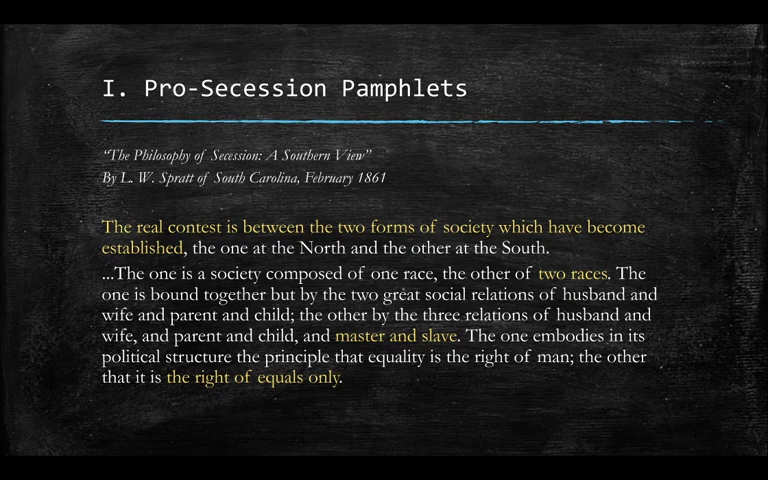 I. Pro-Secession Pamphlets
“The Philosophy of Secession: A Southern View”
By L. W. Spratt of South Carolina, February 1861
The real contest is between the two forms of society which have become
established, the one at the North and the other at the South.
...The one is a society composed of one race, the other of two races. The
one is bound together but by the two great social relations of husband and
wife and parent and child; the other by the three relations of husband and
wife, and parent and child, and master and slave. The one embodies in its
political structure the principle that equality is the right of man; the other
that it is the right of equals only.